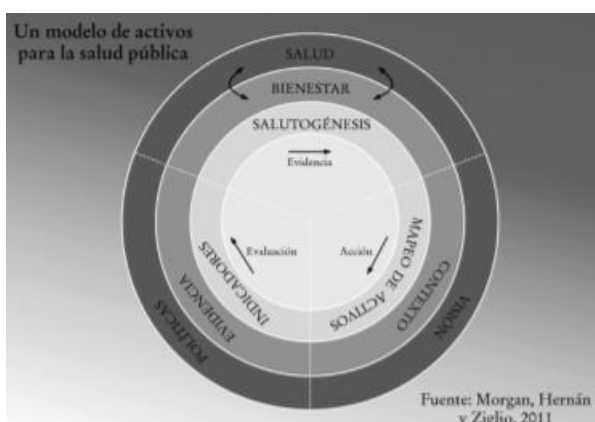 Un modelo de activos
para la salud pública
SALUD
BIENESTAR
SALUTOGÉNESIS
Evidencia
Evaluación
Acción
INDICADORES
MAPEO DE ACTIVOS
EVIDENCIA
CONTEXTO
POLÍTICAS
VISIÓN
Fuente: Morgan, Hernán
y Ziglio, 2011